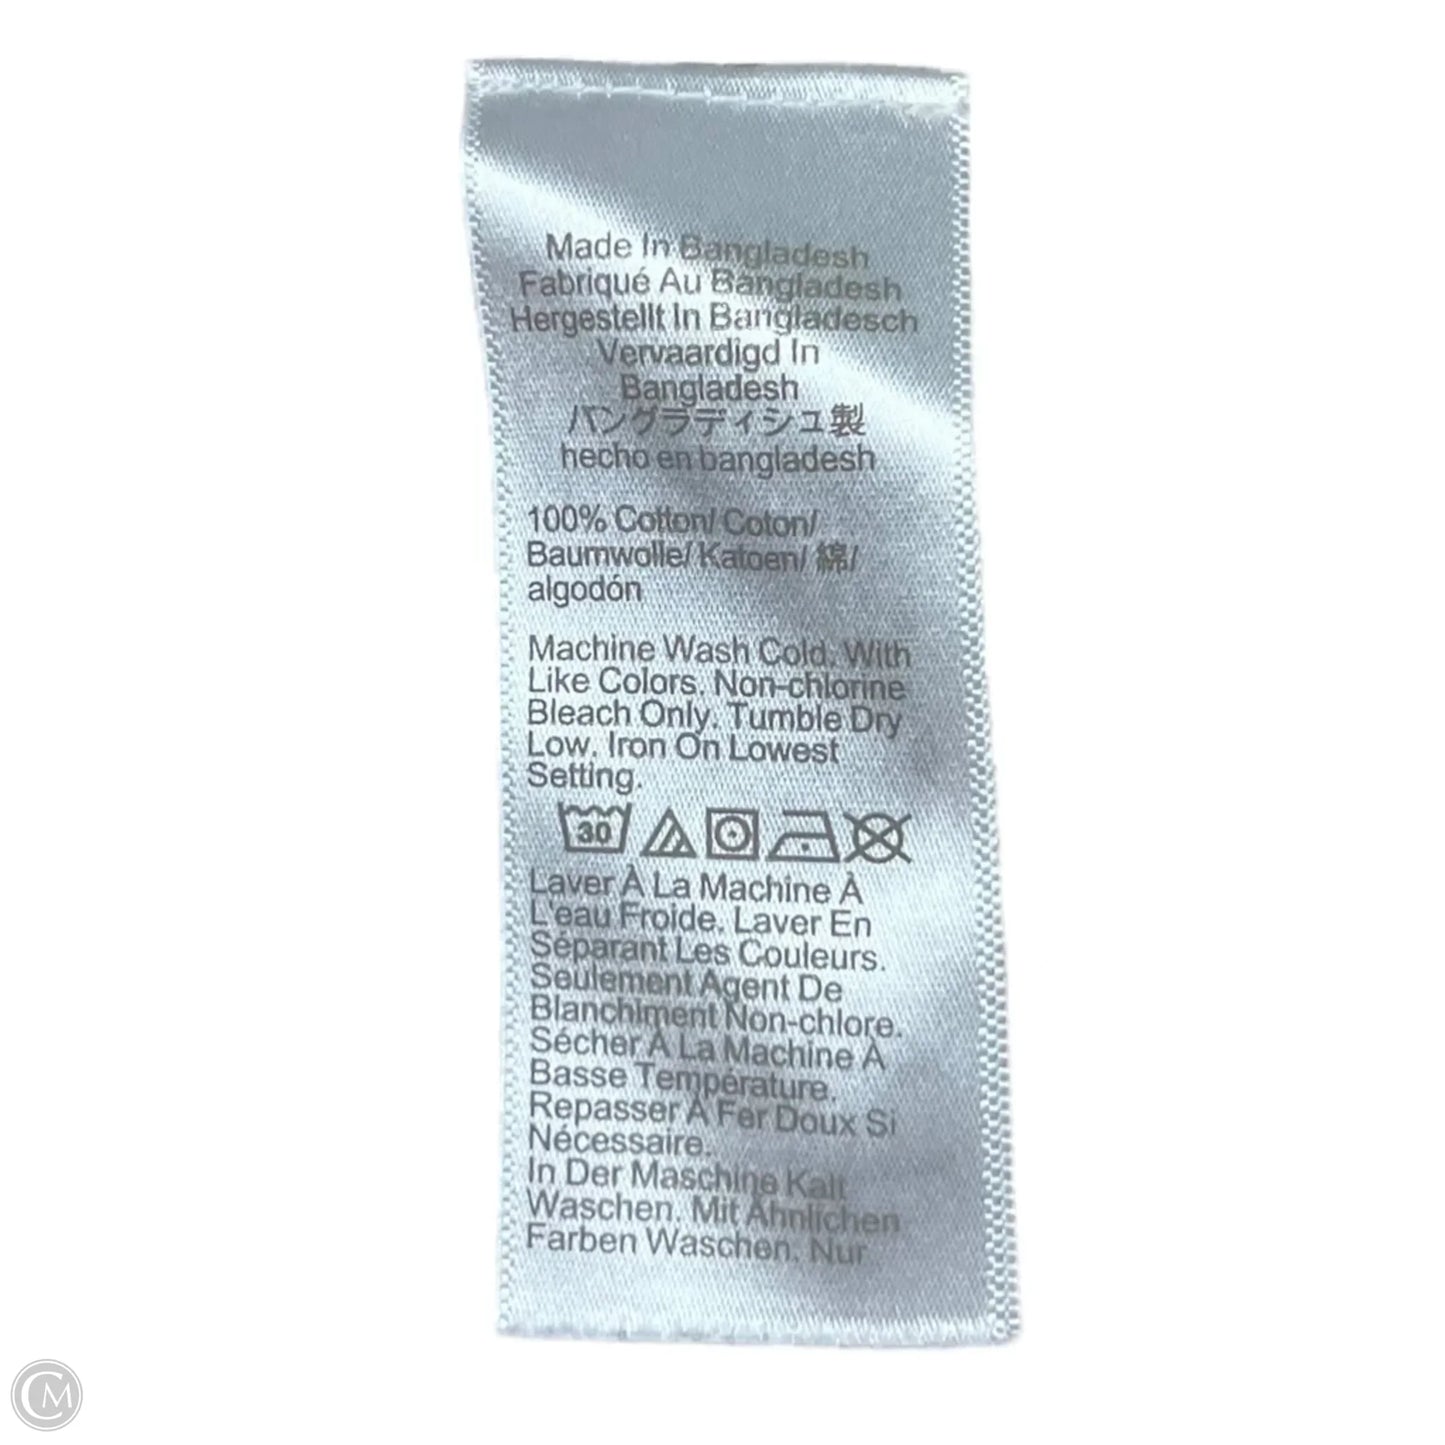 Made In Bangladesh
Fabriqué Au Bangladesh
Hergestellt In Bangladesch
Vervaardigd In
Bangladesh
バングラディシュ製
hecho en bangladesh
100% Cotton/ Coton/
Baumwolle/ Katoen/ 綿/
algodón
Machine Wash Cold. With
Like Colors. Non-chlorine
Bleach Only. Tumble Dry
Low. Iron On Lowest
Setting.
30
Laver À La Machine À
L'eau Froide. Laver En
Séparant Les Couleurs.
Seulement Agent De
Blanchiment Non-chlore.
Sécher À La Machine À
Basse Température.
Repasser À Fer Doux Si
Nécessaire.
In Der Maschine Kalt
Waschen. Mit Ähnlichen
Farben Waschen. Nur
CM